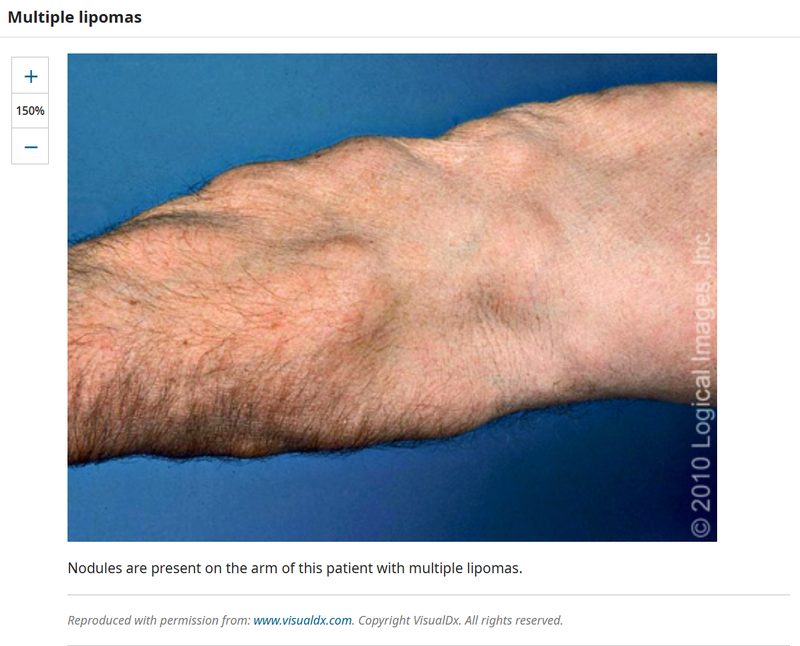 Multiple lipomas
+
150%
−
© 2010 Logical Images, Inc.
Nodules are present on the arm of this patient with multiple lipomas.
Reproduced with permission from: www.visualdx.com. Copyright VisualDx. All rights reserved.